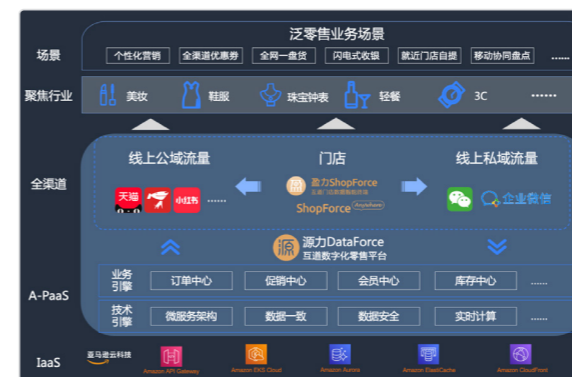 泛零售业务场景
场景
个性化营销 全渠道优惠券 全网一盘货 闪电式收银 就近门店自提 移动协同盘点 ......
聚焦行业 美妆 鞋服 珠宝钟表 轻餐 3C ......
线上公域流量 门店 线上私域流量
全渠道
天猫 小红书 ......
盈力ShopForce
ShopForce Anywhere
企业微信
源 源力DataForce
互道数字化零售平台
A-PaaS
业务引擎 订单中心 促销中心 会员中心 库存中心 ......
技术引擎 微服务架构 数据一致 数据安全 实时计算 ......
IaaS 亚马逊云科技
Amazon API Gateway Amazon EKS Cloud Amazon Aurora Amazon ElastiCache Amazon CloudFront